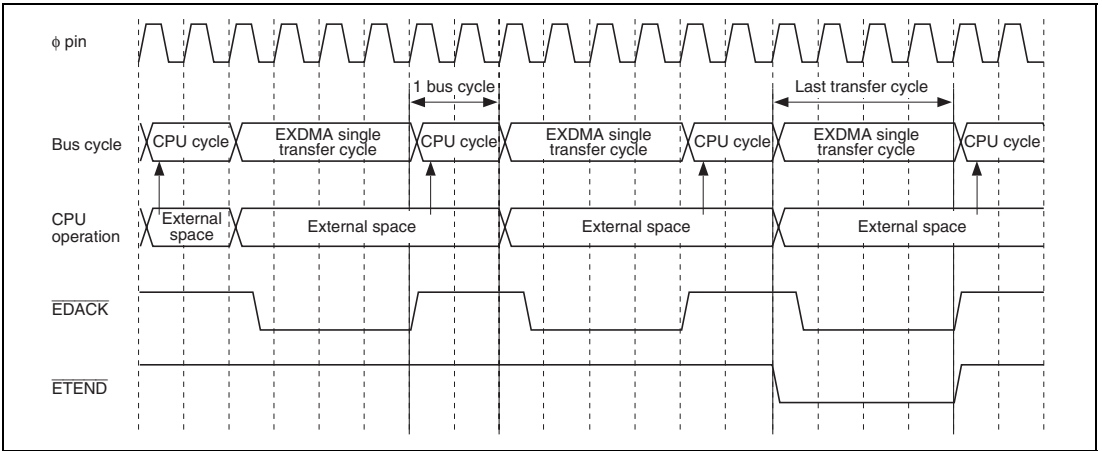 φ pin
1 bus cycle
Last transfer cycle
Bus cycle
CPU cycle
EXDMA single
transfer cycle
CPU cycle
EXDMA single
transfer cycle
CPU cycle
EXDMA single
transfer cycle
CPU cycle
CPU
operation
External
space
External space
External space
External space
EDACK
ETEND